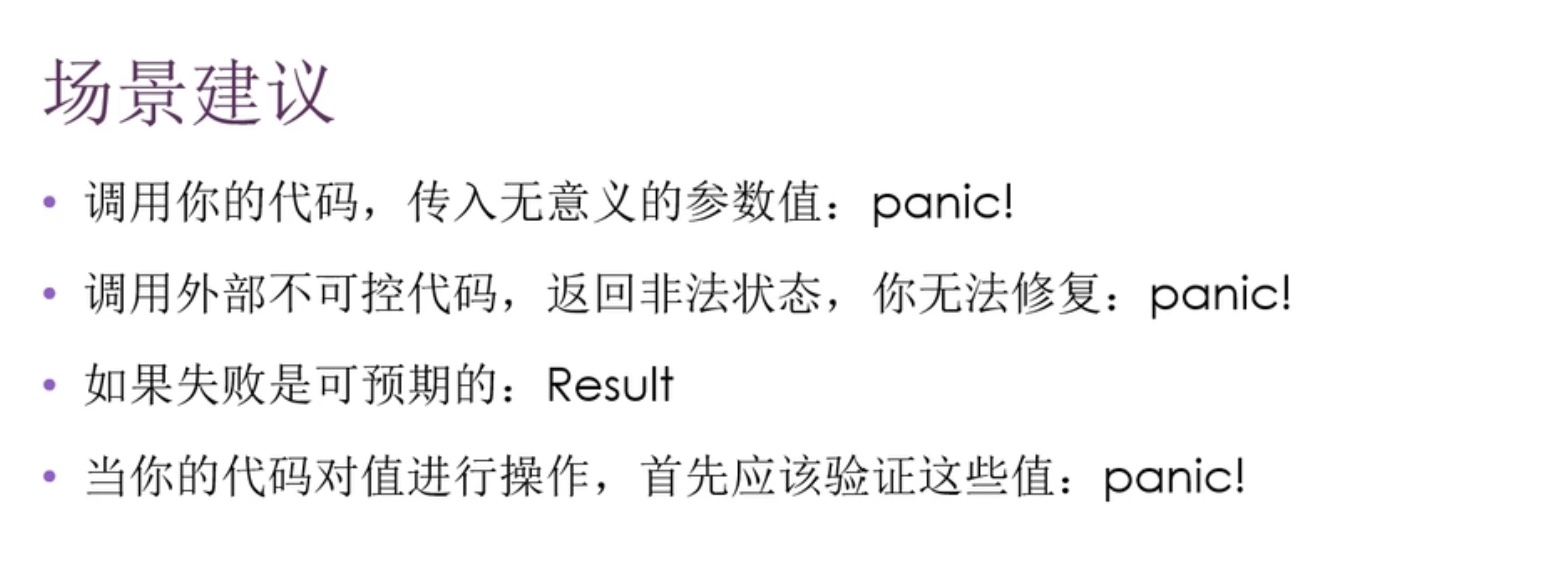 场景建议
• 调用你的代码，传入无意义的参数值：panic!
• 调用外部不可控代码，返回非法状态，你无法修复：panic!
• 如果失败是可预期的：Result
• 当你的代码对值进行操作，首先应该验证这些值：panic!